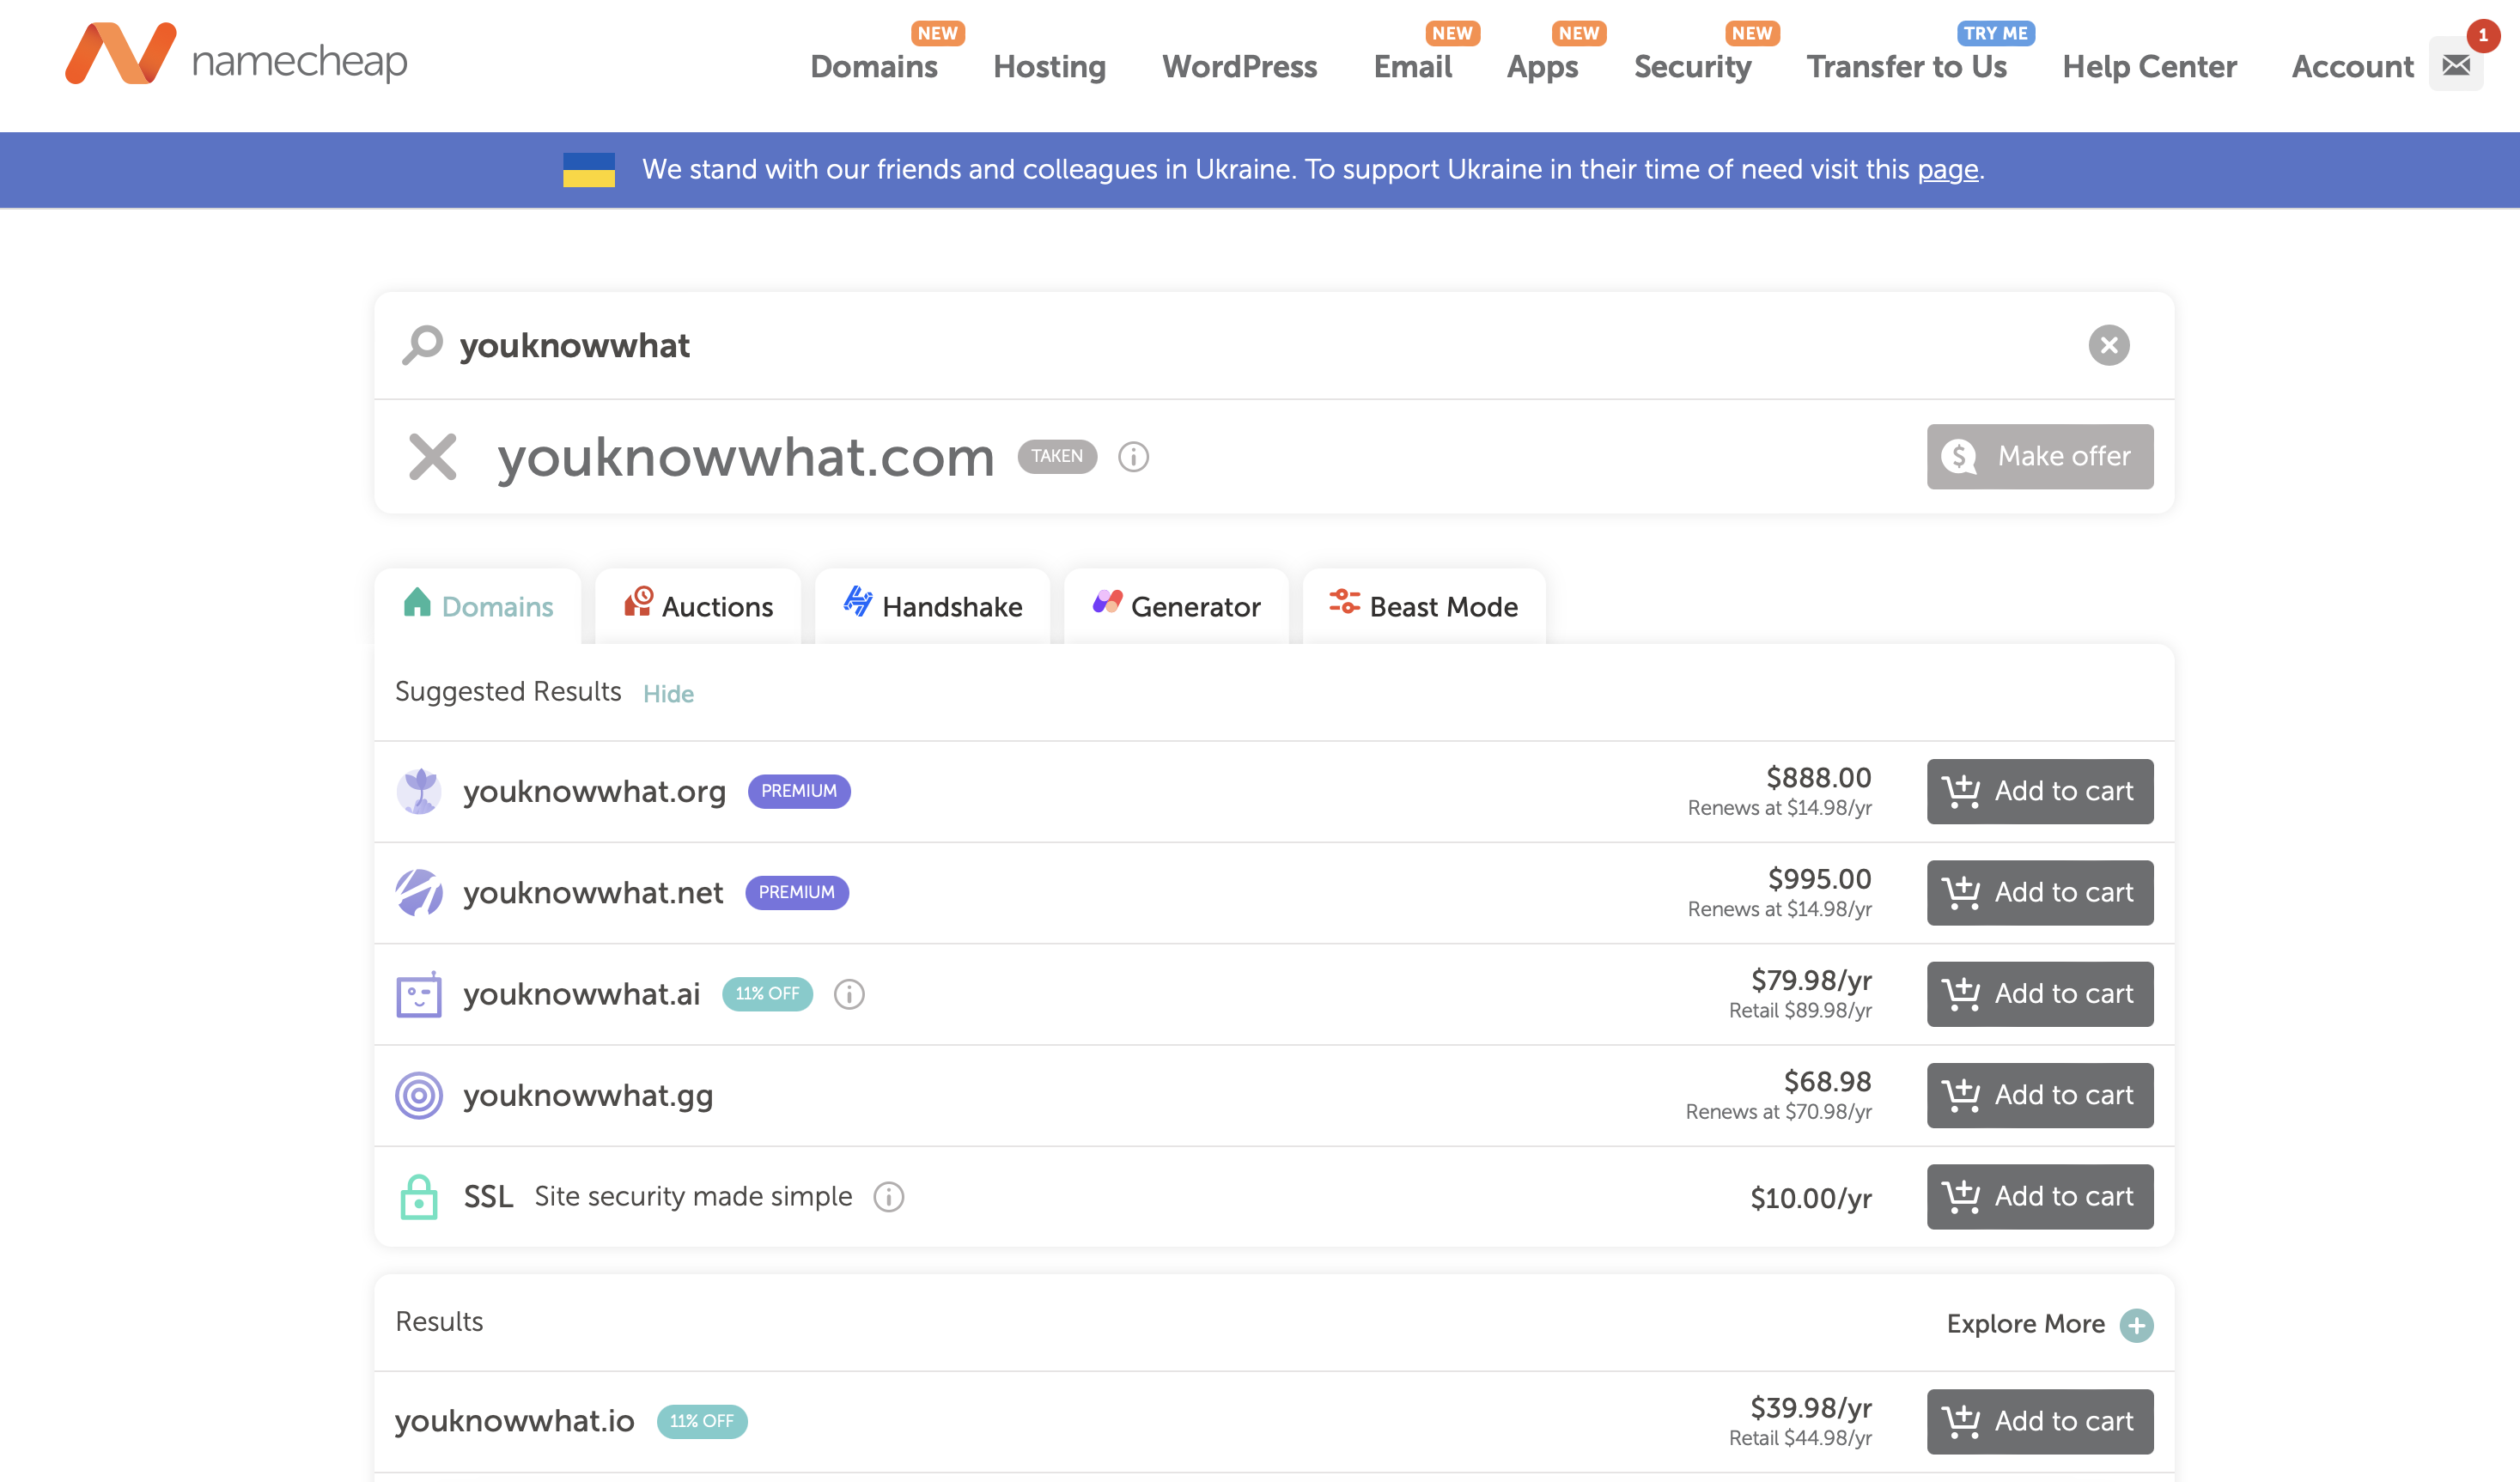 namecheap
Domains NEW Hosting WordPress Email NEW Apps NEW Security NEW Transfer to Us TRY ME Help Center Account 1
We stand with our friends and colleagues in Ukraine. To support Ukraine in their time of need visit this page.
youknowwhat
youknowwhat.com TAKEN Make offer
Domains Auctions Handshake Generator Beast Mode
Suggested Results Hide
youknowwhat.org PREMIUM $888.00 Add to cart
Renews at $14.98/yr
youknowwhat.net PREMIUM $995.00 Add to cart
Renews at $14.98/yr
youknowwhat.ai 11% OFF $79.98/yr Add to cart
Retail $89.98/yr
youknowwhat.gg $68.98 Add to cart
Renews at $70.98/yr
SSL Site security made simple $10.00/yr Add to cart
Results Explore More
youknowwhat.io 11% OFF $39.98/yr Add to cart
Retail $44.98/yr